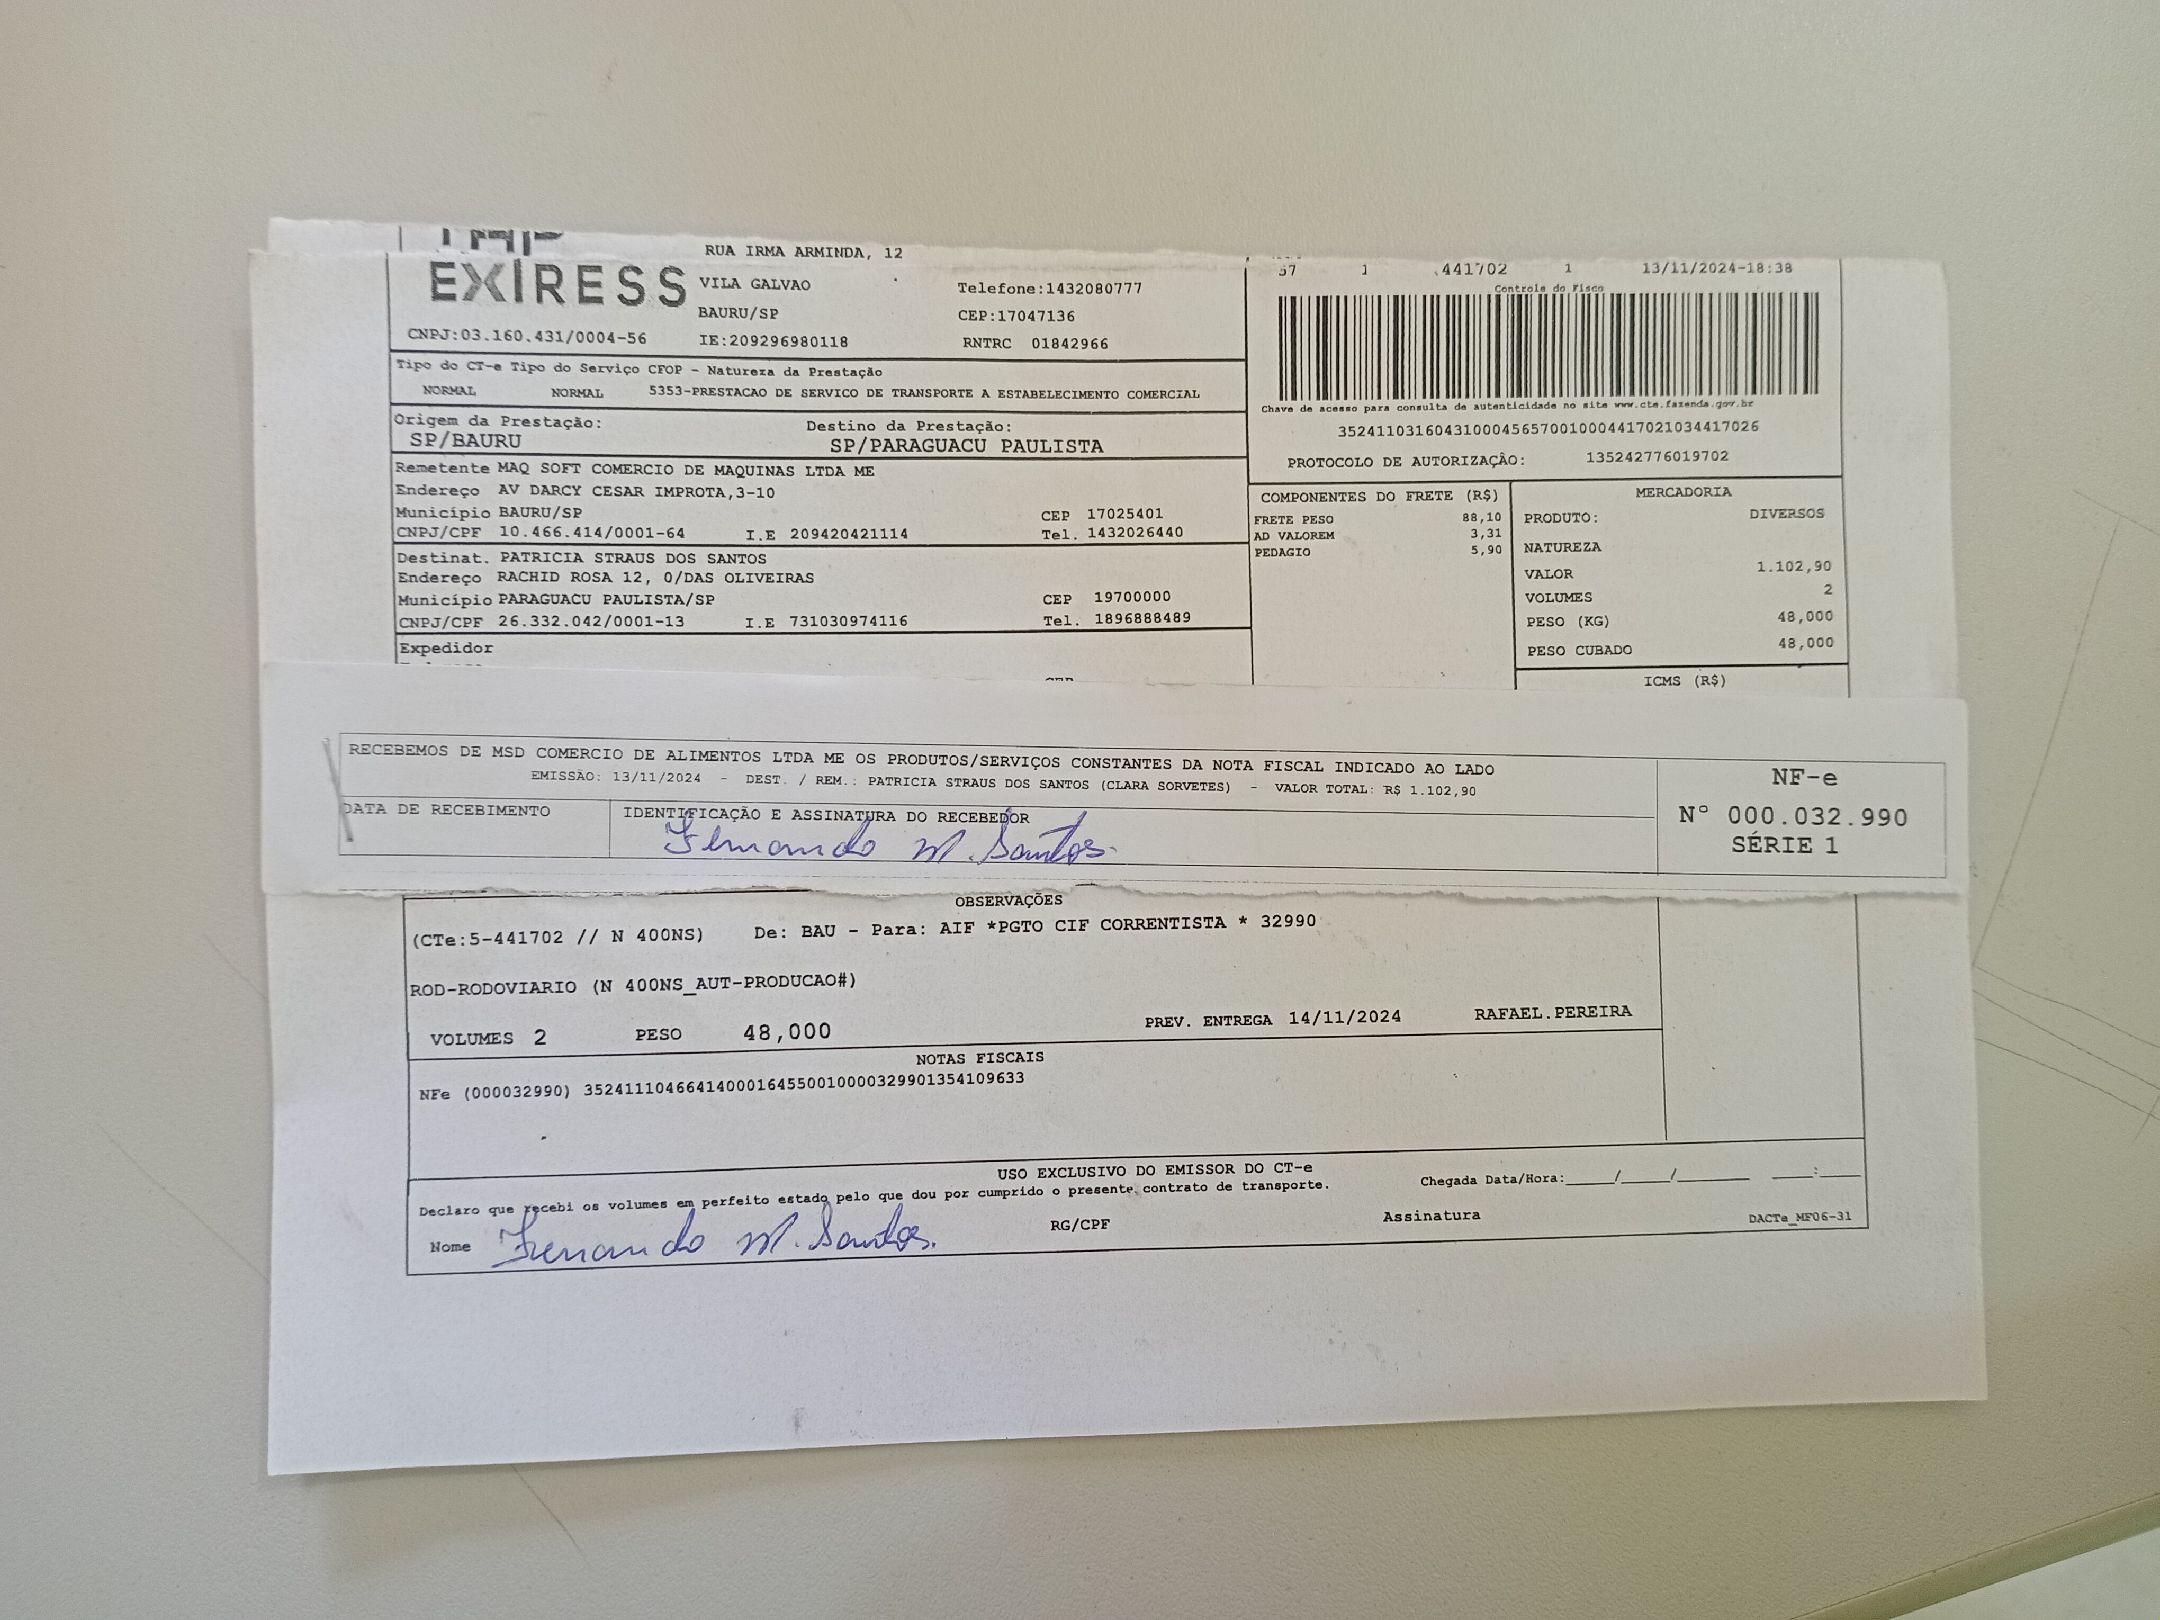 EXPRESS
RUA IRMA ARMINDA, 12
VILA GALVAO
Telefone:1432080777
BAURU/SP
CEP:17047136
CNPJ:03.160.431/0004-56
IE:209296980118
RNTRC 01842966
57 1 441702 1 13/11/2024-18:38
Controle do Fisco
Chave de acesso para consulta de autenticidade no site www.cte.fazenda.gov.br
35241103160431000456570010004417021034417026
PROTOCOLO DE AUTORIZAÇÃO: 135242776019702
Tipo do CT-e Tipo do Serviço CFOP - Natureza da Prestação
NORMAL NORMAL 5353-PRESTACAO DE SERVICO DE TRANSPORTE A ESTABELECIMENTO COMERCIAL
Origem da Prestação: Destino da Prestação:
SP/BAURU SP/PARAGUACU PAULISTA
Remetente MAQ SOFT COMERCIO DE MAQUINAS LTDA ME
Endereço AV DARCY CESAR IMPROTA,3-10
Município BAURU/SP CEP 17025401
CNPJ/CPF 10.466.414/0001-64 I.E 209420421114 Tel. 1432026440
Destinat. PATRICIA STRAUS DOS SANTOS
Endereço RACHID ROSA 12, 0/DAS OLIVEIRAS
Município PARAGUACU PAULISTA/SP CEP 19700000
CNPJ/CPF 26.332.042/0001-13 I.E 731030974116 Tel. 1896888489
Expedidor
COMPONENTES DO FRETE (R$)
FRETE PESO 88,10
AD VALOREM 3,31
PEDAGIO 5,90
MERCADORIA
PRODUTO: DIVERSOS
NATUREZA
VALOR 1.102,90
VOLUMES 2
PESO (KG) 48,000
PESO CUBADO 48,000
ICMS (R$)
RECEBEMOS DE MSD COMERCIO DE ALIMENTOS LTDA ME OS PRODUTOS/SERVIÇOS CONSTANTES DA NOTA FISCAL INDICADO AO LADO
EMISSÃO: 13/11/2024 - DEST. / REM.: PATRICIA STRAUS DOS SANTOS (CLARA SORVETES) - VALOR TOTAL: R$ 1.102,90
DATA DE RECEBIMENTO
IDENTIFICAÇÃO E ASSINATURA DO RECEBEDOR
Fernando M. Santos.
NF-e
N° 000.032.990
SÉRIE 1
OBSERVAÇÕES
(CTe:5-441702 // N 400NS) De: BAU - Para: AIF *PGTO CIF CORRENTISTA * 32990
ROD-RODOVIARIO (N 400NS_AUT-PRODUCAO#)
VOLUMES 2 PESO 48,000 PREV. ENTREGA 14/11/2024 RAFAEL.PEREIRA
NOTAS FISCAIS
NFe (000032990) 35241110466414000164550010000329901354109633
USO EXCLUSIVO DO EMISSOR DO CT-e
Declaro que recebi os volumes em perfeito estado pelo que dou por cumprido o presente contrato de transporte.
Chegada Data/Hora:_____/_____/_______ ____:____
Nome Fernando M. Santos. RG/CPF Assinatura DACTe_MF06-31